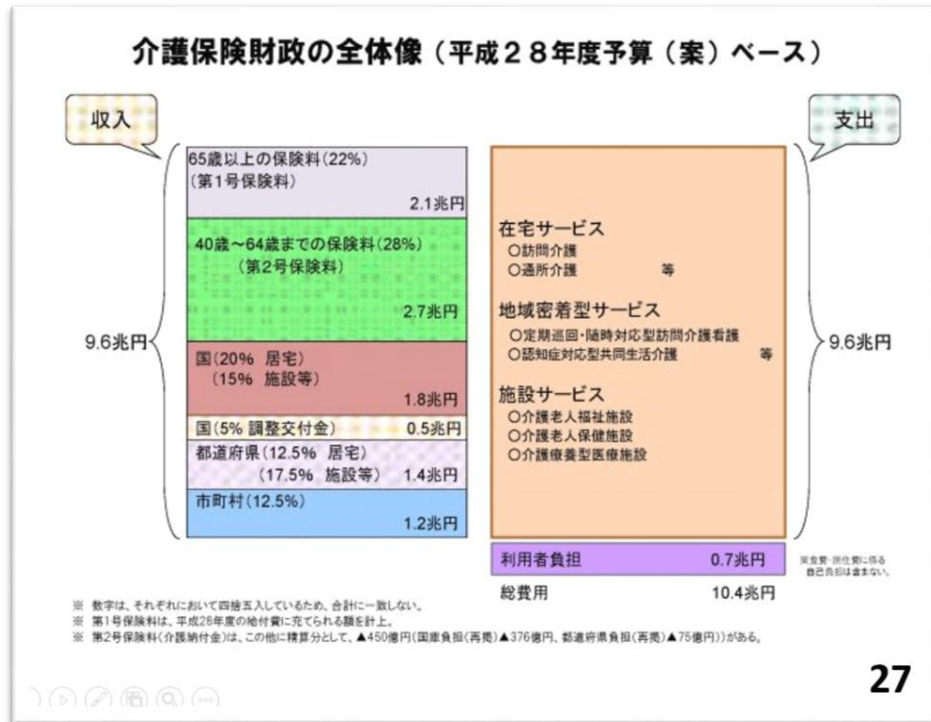 介護保険財政の全体像（平成２８年度予算（案）ベース）
収入
支出
65歳以上の保険料(22%)
(第1号保険料)
2.1兆円
40歳～64歳までの保険料(28%)
(第2号保険料)
2.7兆円
国(20% 居宅)
(15% 施設等)
1.8兆円
国(5% 調整交付金) 0.5兆円
都道府県(12.5% 居宅)
(17.5% 施設等) 1.4兆円
市町村(12.5%)
1.2兆円
9.6兆円
在宅サービス
○訪問介護
○通所介護 等
地域密着型サービス
○定期巡回・随時対応型訪問介護看護
○認知症対応型共同生活介護 等
施設サービス
○介護老人福祉施設
○介護老人保健施設
○介護療養型医療施設
9.6兆円
利用者負担 0.7兆円
※食費・居住費に係る
自己負担は含まない。
総費用 10.4兆円
※ 数字は、それぞれにおいて四捨五入しているため、合計に一致しない。
※ 第1号保険料は、平成28年度の給付費に充てられる額を計上。
※ 第2号保険料(介護納付金)は、この他に精算分として、▲450億円(国庫負担(再掲)▲376億円、都道府県負担(再掲)▲75億円))がある。
27